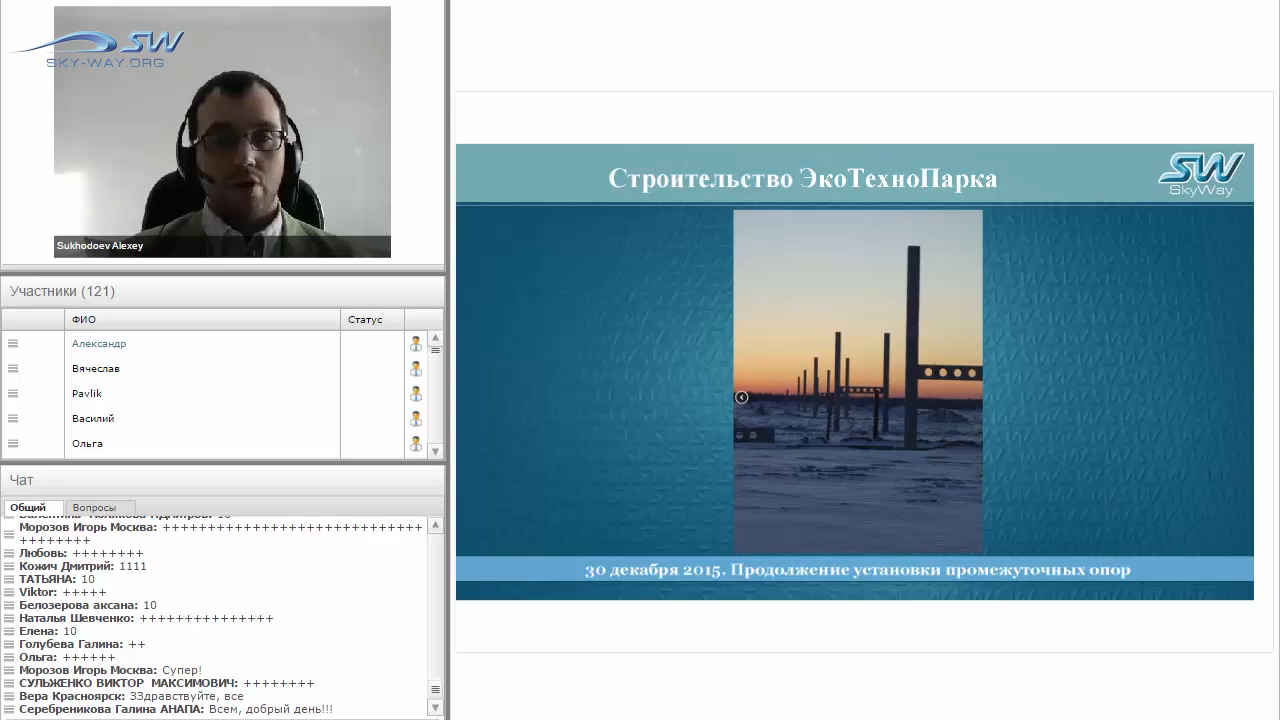 SW
SKY-WAY.ORG
Sukhodoev Alexey
Участники (121)
ФИО
Статус
Александр
Вячеслав
Pavlik
Василий
Ольга
Чат
Общий
Вопросы
Морозов Игорь Москва: +++++++++++++++++++++++++++++
++++++++
Любовь: ++++++++
Кожич Дмитрий: 1111
ТАТЬЯНА: 10
Viktor: +++++
Белозерова аксана: 10
Наталья Шевченко: +++++++++++++++
Елена: 10
Голубева Галина: ++
Ольга: ++++++
Морозов Игорь Москва: Супер!
СУЛЬЖЕНКО ВИКТОР МАКСИМОВИЧ: ++++++++
Вера Красноярск: ЗЗдравствуйте, все
Серебреникова Галина АНАПА: Всем, добрый день!!!
Строительство ЭкоТехноПарка
SW
SkyWay
30 декабря 2015. Продолжение установки промежуточных опор